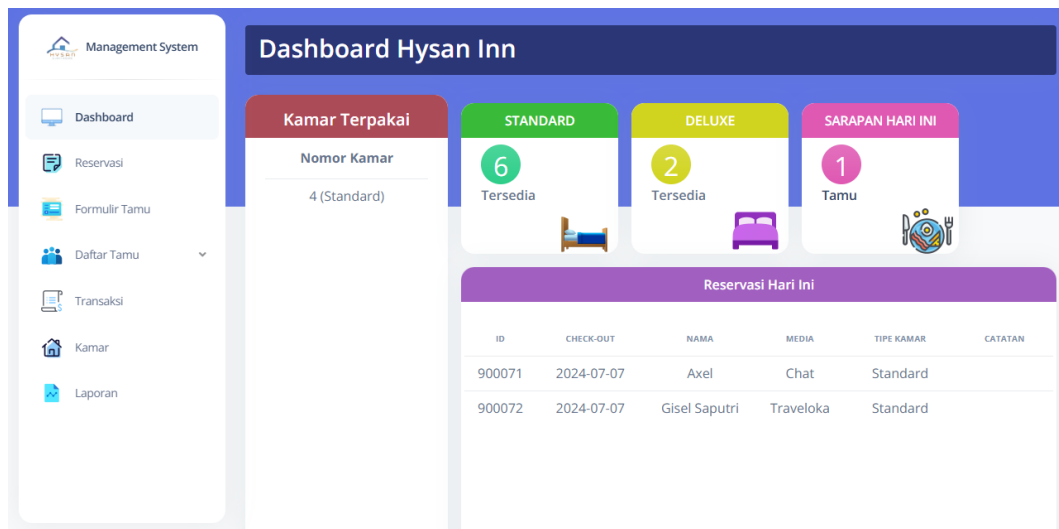 HYSAN
Management System
Dashboard
Reservasi
Formulir Tamu
Daftar Tamu
Transaksi
Kamar
Laporan
Dashboard Hysan Inn
Kamar Terpakai
Nomor Kamar
4 (Standard)
STANDARD
6
Tersedia
DELUXE
2
Tersedia
SARAPAN HARI INI
1
Tamu
Reservasi Hari Ini
ID CHECK-OUT NAMA MEDIA TIPE KAMAR CATATAN
900071 2024-07-07 Axel Chat Standard
900072 2024-07-07 Gisel Saputri Traveloka Standard